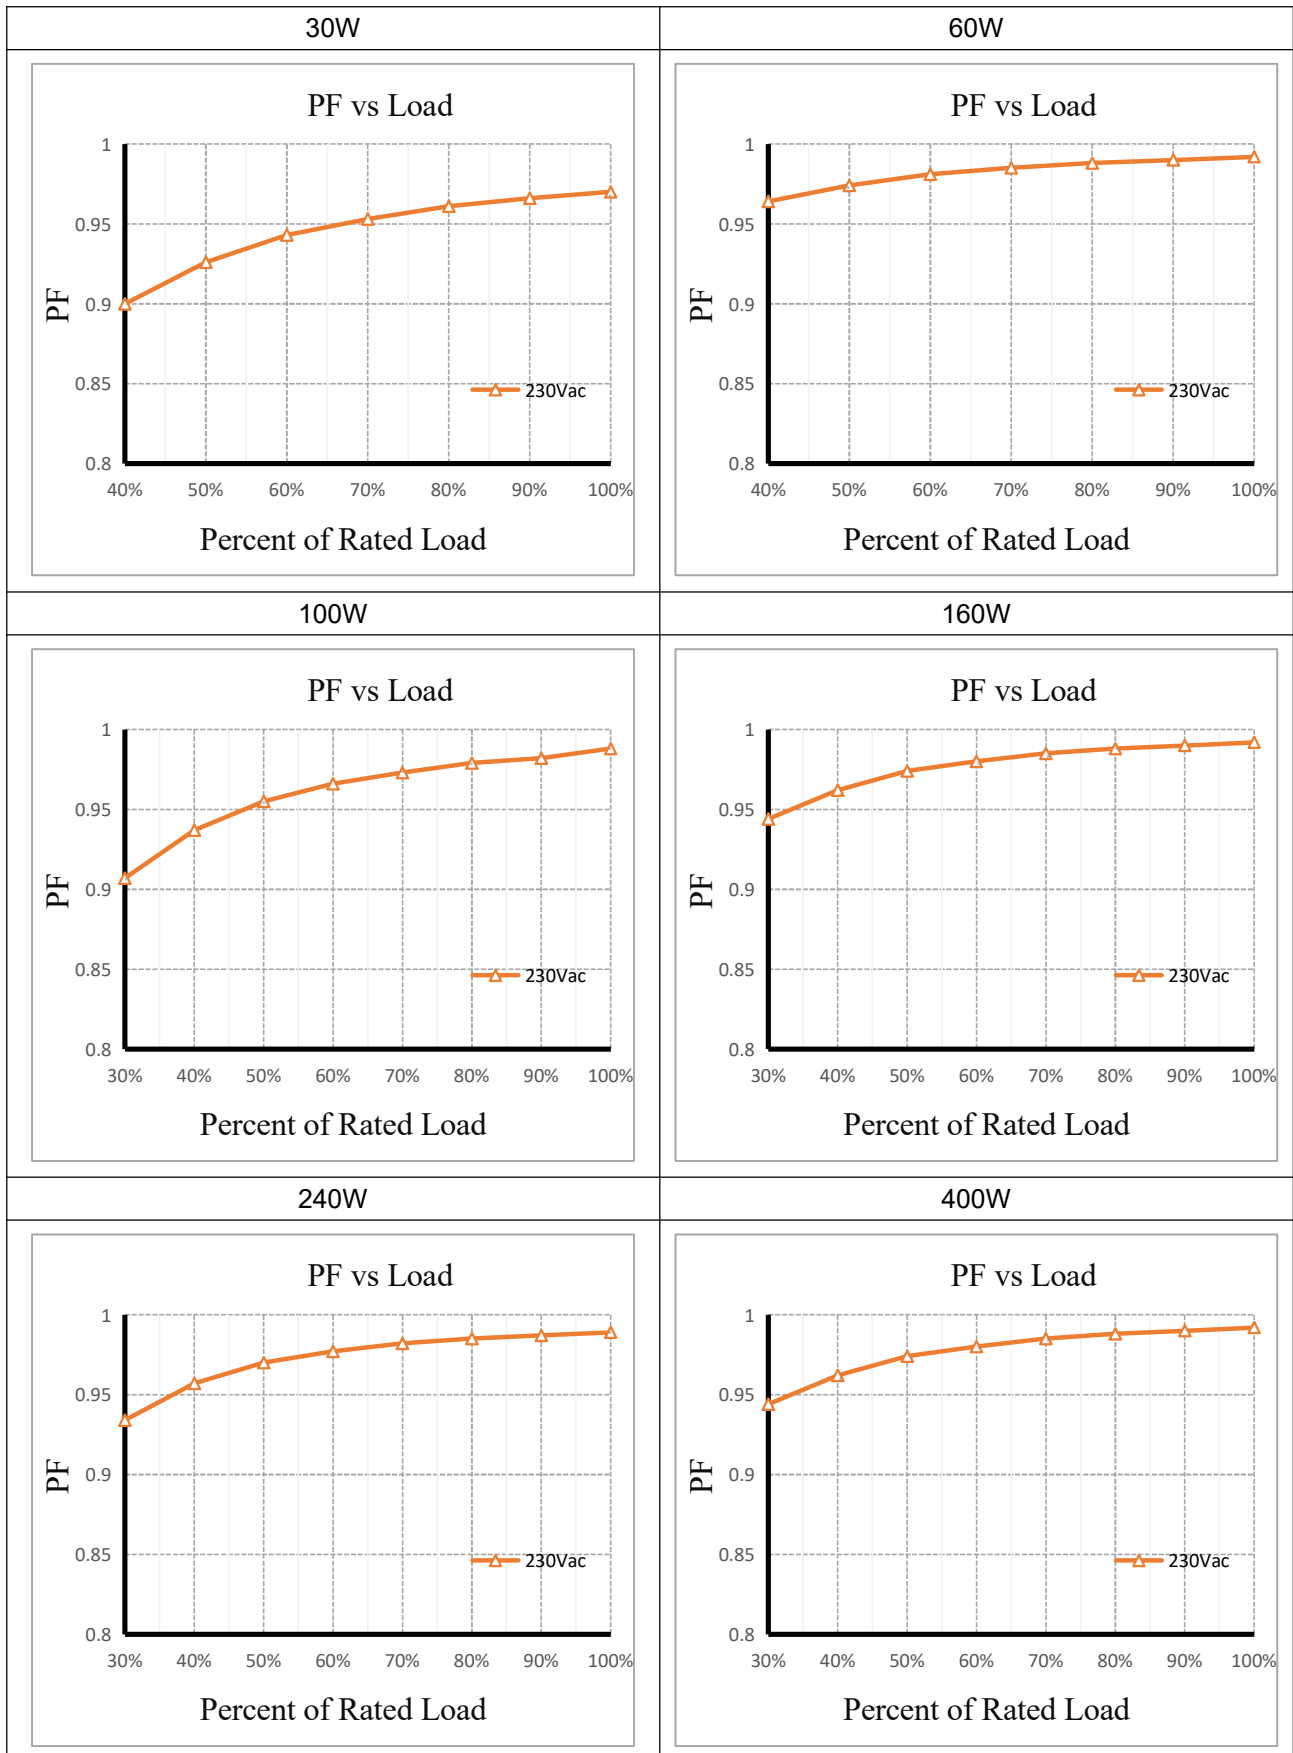 30W
60W
PF vs Load
1
0.95
0.9
0.85
0.8
PF
230Vac
40% 50% 60% 70% 80% 90% 100%
Percent of Rated Load
PF vs Load
1
0.95
0.9
0.85
0.8
PF
230Vac
40% 50% 60% 70% 80% 90% 100%
Percent of Rated Load
100W
160W
PF vs Load
1
0.95
0.9
0.85
0.8
PF
230Vac
30% 40% 50% 60% 70% 80% 90% 100%
Percent of Rated Load
PF vs Load
1
0.95
0.9
0.85
0.8
PF
230Vac
30% 40% 50% 60% 70% 80% 90% 100%
Percent of Rated Load
240W
400W
PF vs Load
1
0.95
0.9
0.85
0.8
PF
230Vac
30% 40% 50% 60% 70% 80% 90% 100%
Percent of Rated Load
PF vs Load
1
0.95
0.9
0.85
0.8
PF
230Vac
30% 40% 50% 60% 70% 80% 90% 100%
Percent of Rated Load